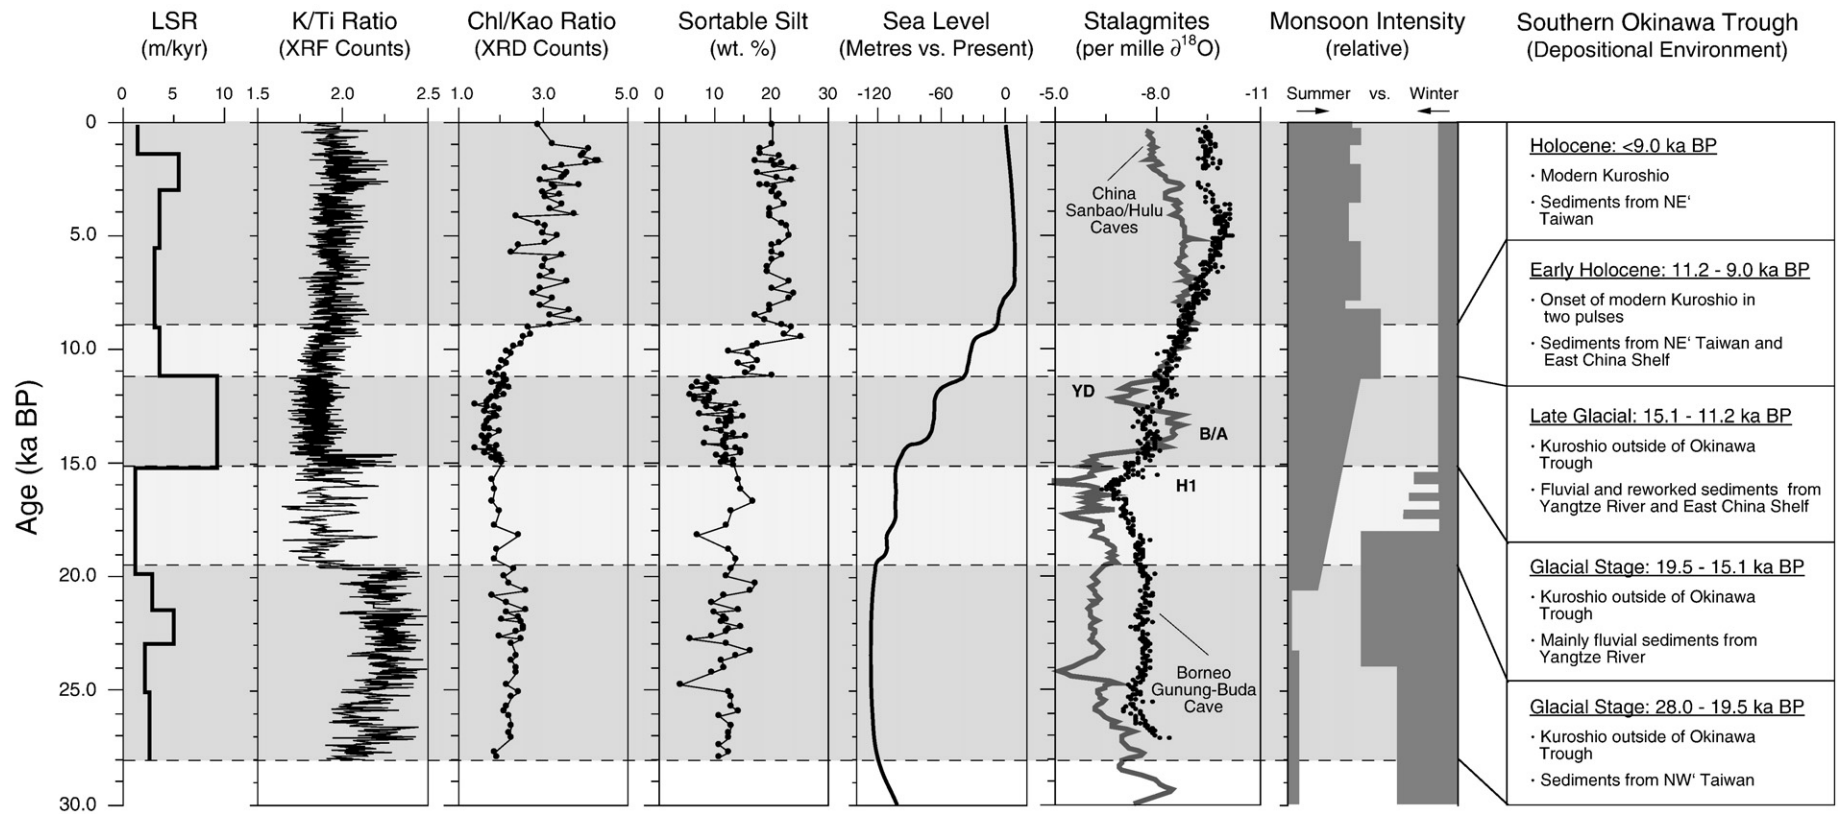 LSR
(m/kyr)
K/Ti Ratio
(XRF Counts)
Chl/Kao Ratio
(XRD Counts)
Sortable Silt
(wt. %)
Sea Level
(Metres vs. Present)
Stalagmites
(per mille ∂¹⁸O)
Monsoon Intensity
(relative)
Southern Okinawa Trough
(Depositional Environment)
0 5 10
1.5 2.0 2.5
1.0 3.0 5.0
0 10 20 30
-120 -60 0
-5.0 -8.0 -11
Summer vs. Winter
Age (ka BP)
0
5.0
10.0
15.0
20.0
25.0
30.0
China
Sanbao/Hulu
Caves
YD
B/A
H1
Borneo
Gunung-Buda
Cave
Holocene: <9.0 ka BP
· Modern Kuroshio
· Sediments from NE‘
Taiwan
Early Holocene: 11.2 - 9.0 ka BP
· Onset of modern Kuroshio in
two pulses
· Sediments from NE‘ Taiwan and
East China Shelf
Late Glacial: 15.1 - 11.2 ka BP
· Kuroshio outside of Okinawa
Trough
· Fluvial and reworked sediments from
Yangtze River and East China Shelf
Glacial Stage: 19.5 - 15.1 ka BP
· Kuroshio outside of Okinawa
Trough
· Mainly fluvial sediments from
Yangtze River
Glacial Stage: 28.0 - 19.5 ka BP
· Kuroshio outside of Okinawa
Trough
· Sediments from NW‘ Taiwan